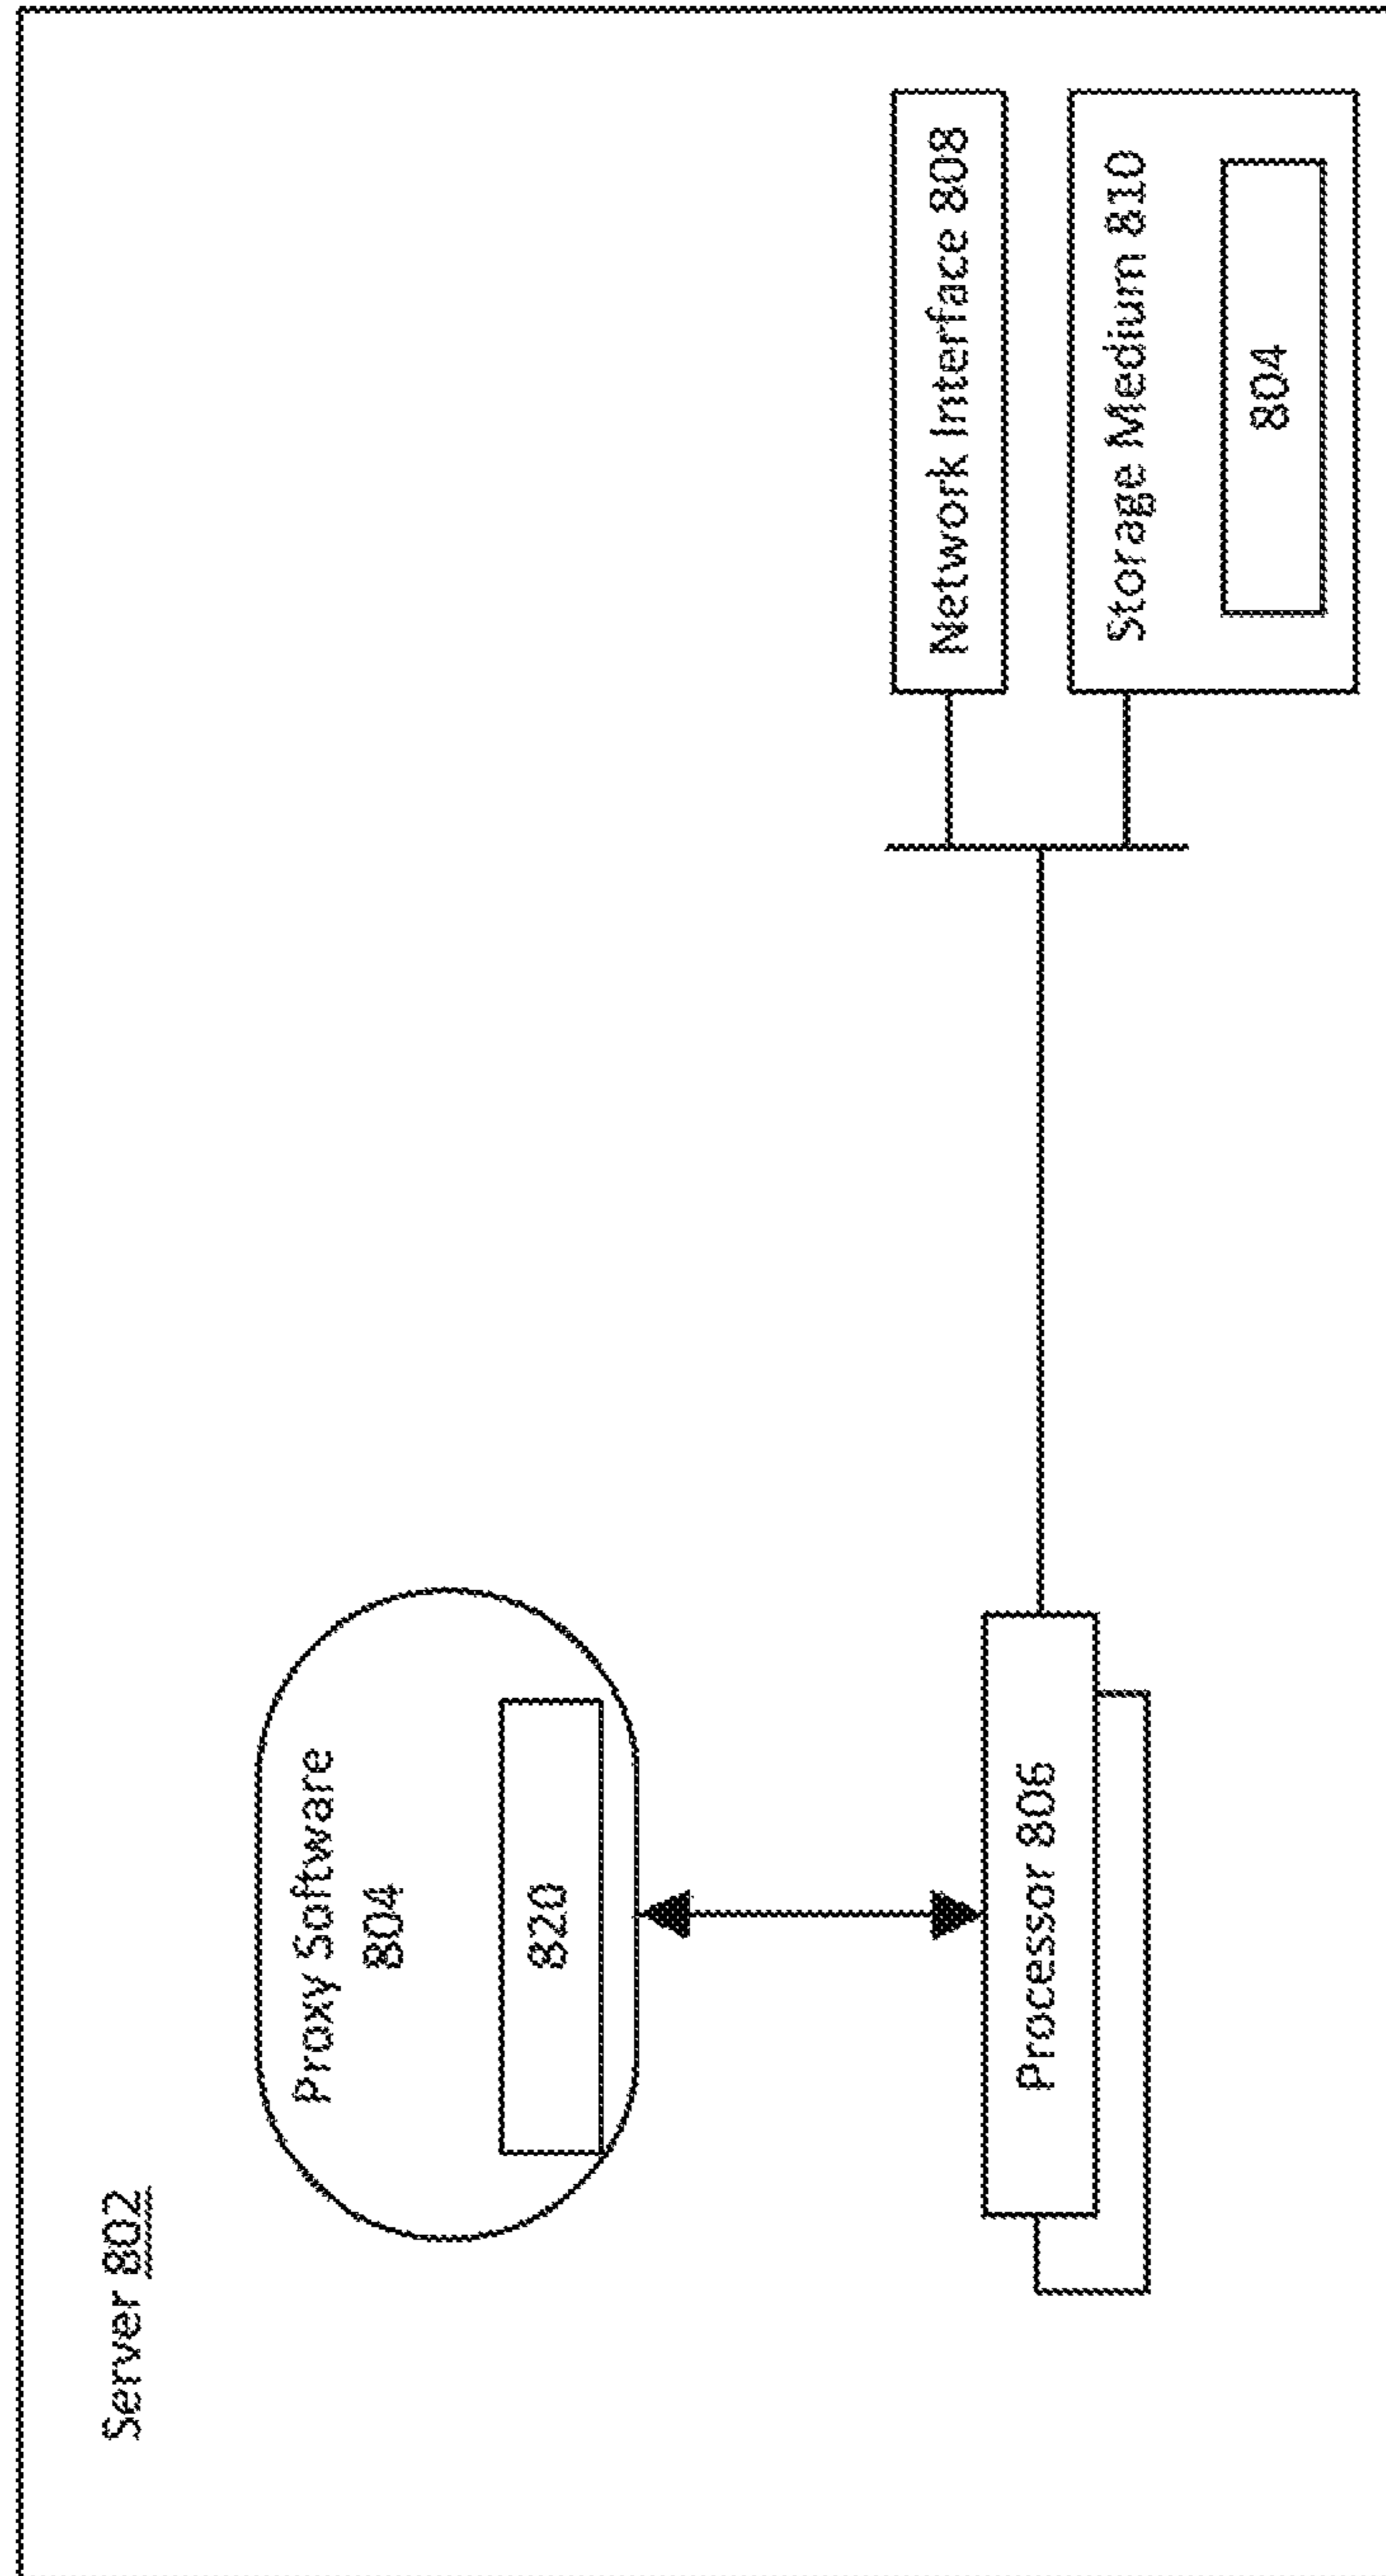 Server 802
Proxy Software
804
820
Processor 806
Network Interface 808
Storage Medium 810
804